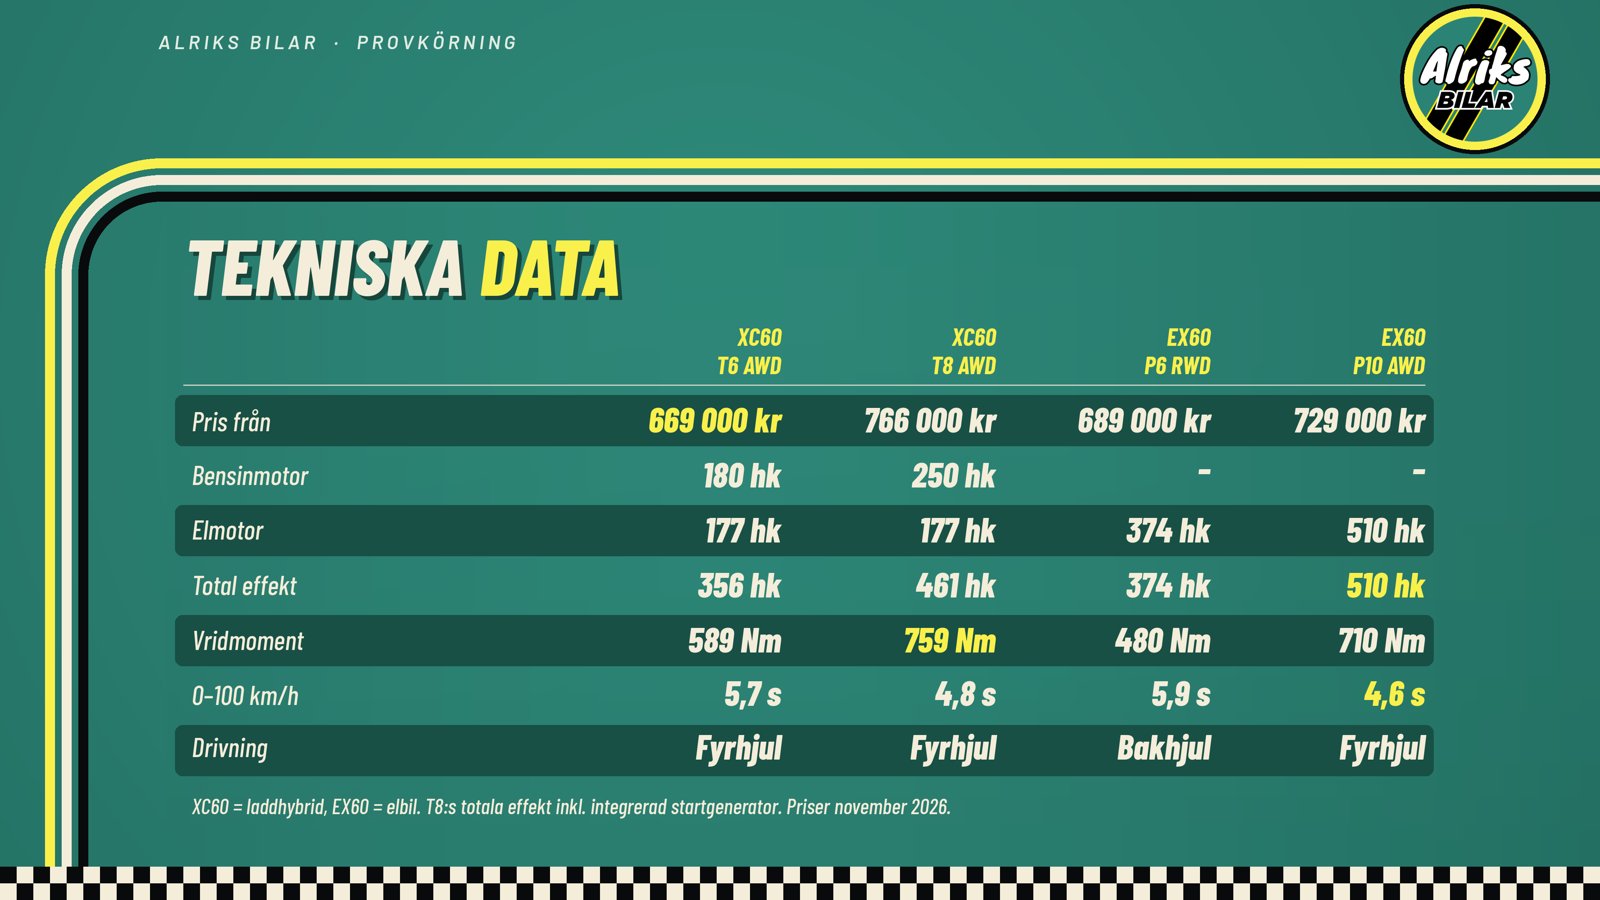 ALRIKS BILAR · PROVKÖRNING
Alriks
BILAR
TEKNISKA DATA
XC60 XC60 EX60 EX60
T6 AWD T8 AWD P6 RWD P10 AWD
Pris från 669 000 kr 766 000 kr 689 000 kr 729 000 kr
Bensinmotor 180 hk 250 hk – –
Elmotor 177 hk 177 hk 374 hk 510 hk
Total effekt 356 hk 461 hk 374 hk 510 hk
Vridmoment 589 Nm 759 Nm 480 Nm 710 Nm
0–100 km/h 5,7 s 4,8 s 5,9 s 4,6 s
Drivning Fyrhjul Fyrhjul Bakhjul Fyrhjul
XC60 = laddhybrid, EX60 = elbil. T8:s totala effekt inkl. integrerad startgenerator. Priser november 2026.